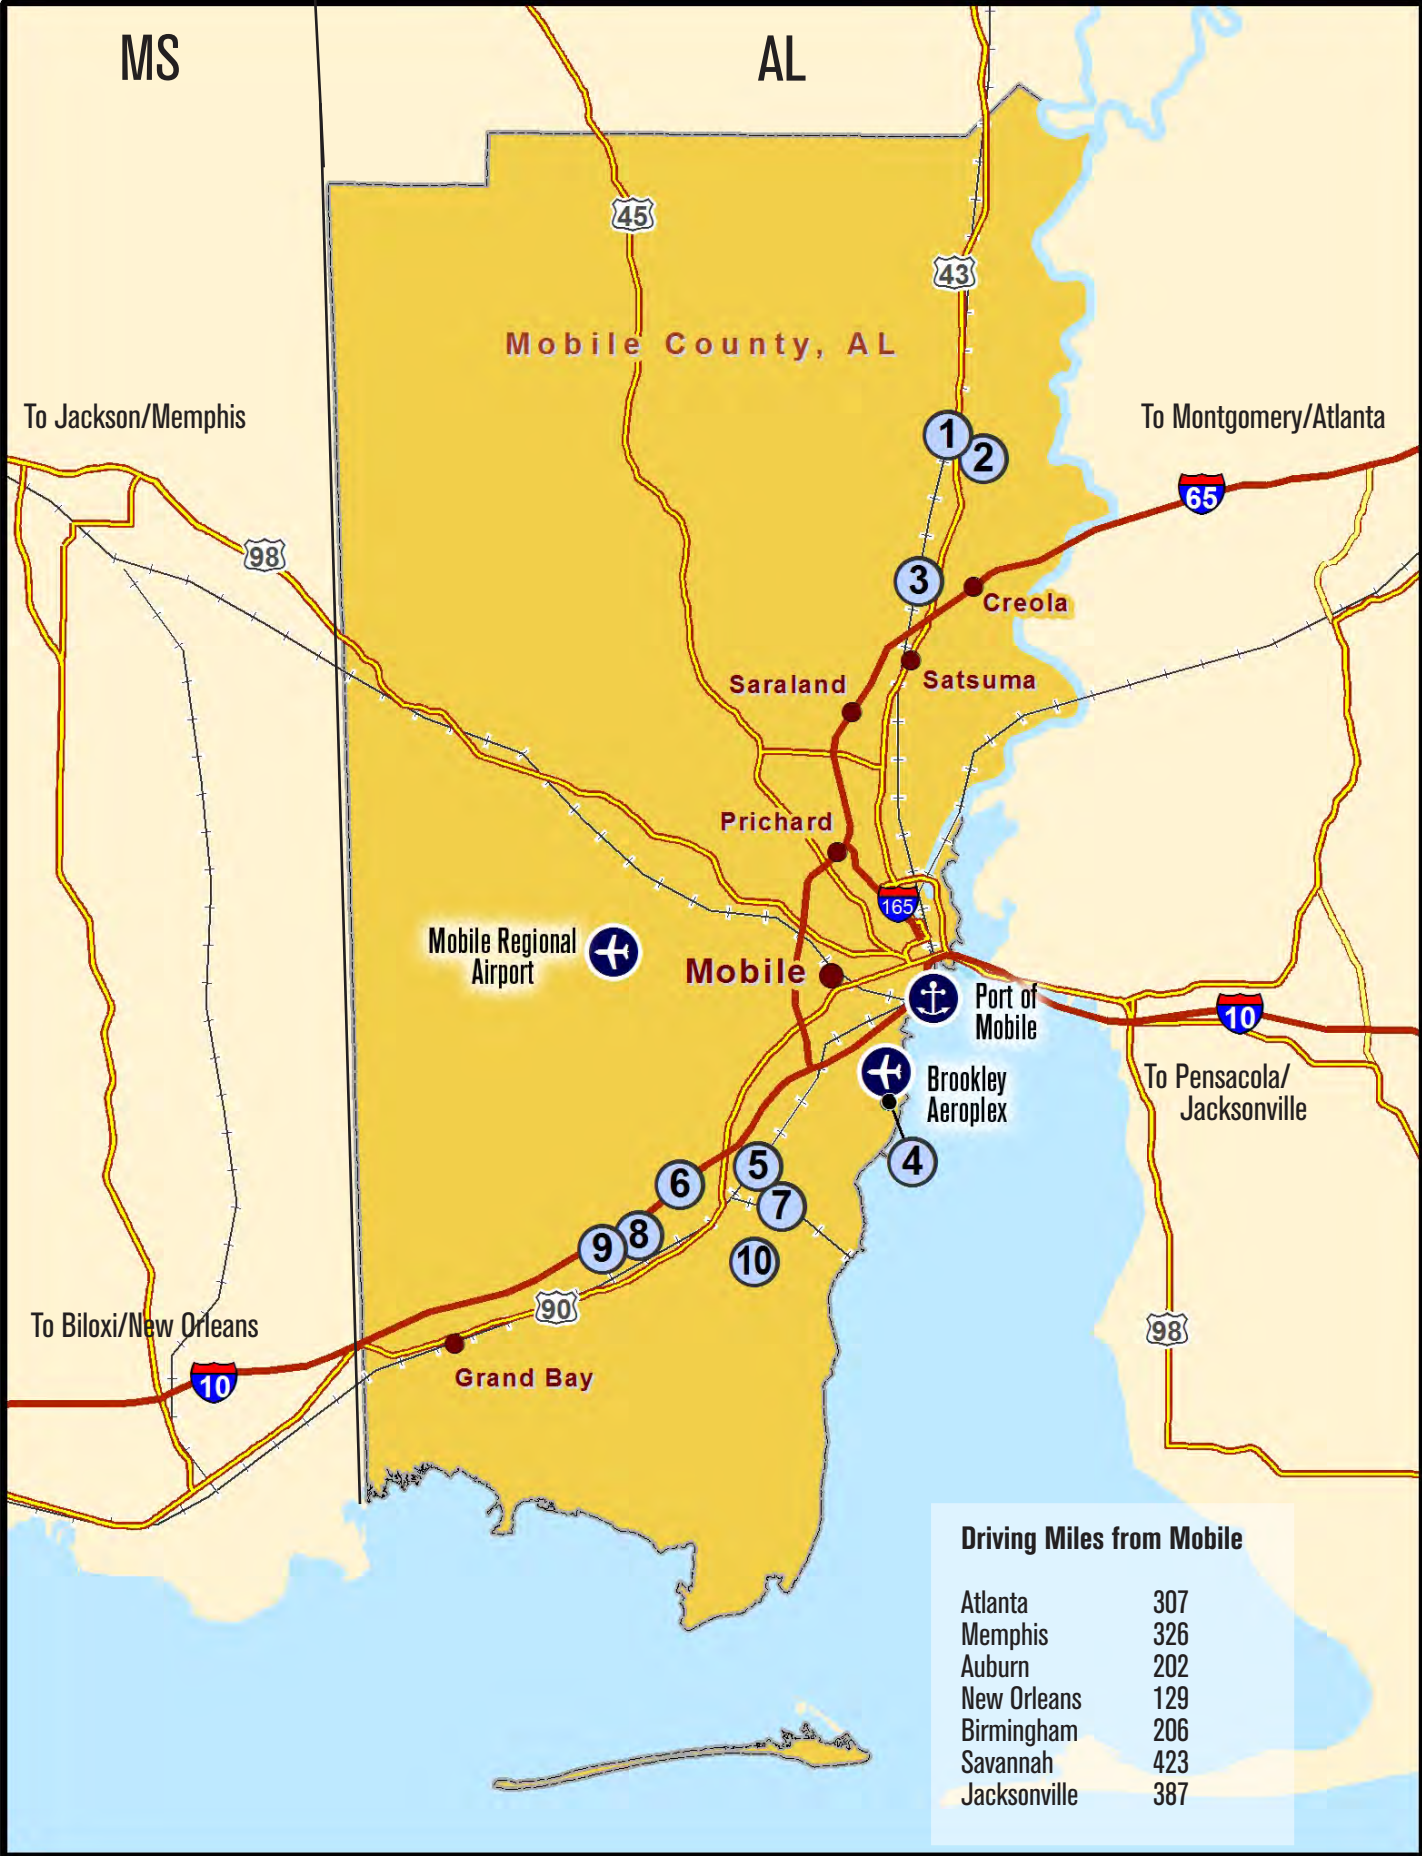 MS
AL
45
43
Mobile County, AL
To Jackson/Memphis
To Montgomery/Atlanta
1
2
65
98
3
Creola
Saraland
Satsuma
Prichard
165
Mobile Regional
Airport
Mobile
Port of
Mobile
10
Brookley
Aeroplex
To Pensacola/
Jacksonville
4
5
6
7
8
9
10
90
98
To Biloxi/New Orleans
10
Grand Bay
Driving Miles from Mobile
Atlanta 307
Memphis 326
Auburn 202
New Orleans 129
Birmingham 206
Savannah 423
Jacksonville 387